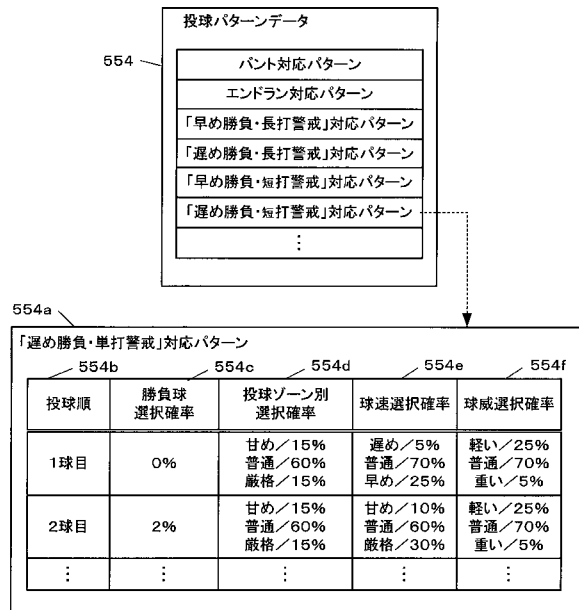 投球パターンデータ
554
バント対応パターン
エンドラン対応パターン
「早め勝負・長打警戒」対応パターン
「遅め勝負・長打警戒」対応パターン
「早め勝負・短打警戒」対応パターン
「遅め勝負・短打警戒」対応パターン
⋮
554a
「遅め勝負・単打警戒」対応パターン
554b 554c 554d 554e 554f
投球順 勝負球選択確率 投球ゾーン別選択確率 球速選択確率 球威選択確率
1球目 0% 甘め/15% 遅め/5% 軽い/25%
普通/60% 普通/70% 普通/70%
厳格/15% 早め/25% 重い/5%
2球目 2% 甘め/15% 甘め/10% 軽い/25%
普通/60% 普通/60% 普通/70%
厳格/15% 厳格/30% 重い/5%
⋮ ⋮ ⋮ ⋮ ⋮